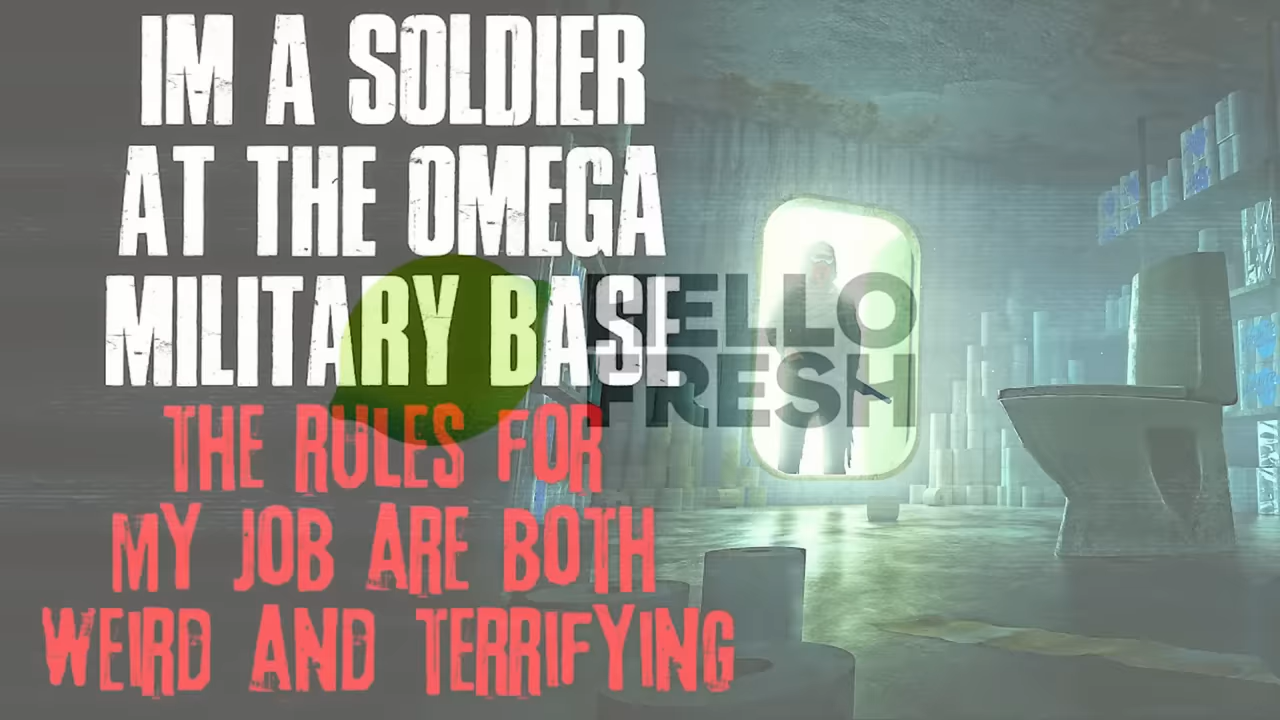 IM A SOLDIER
AT THE OMEGA
MILITARY BASE
HELLO
FRESH
THE RULES FOR
MY JOB ARE BOTH
WEIRD AND TERRIFYING